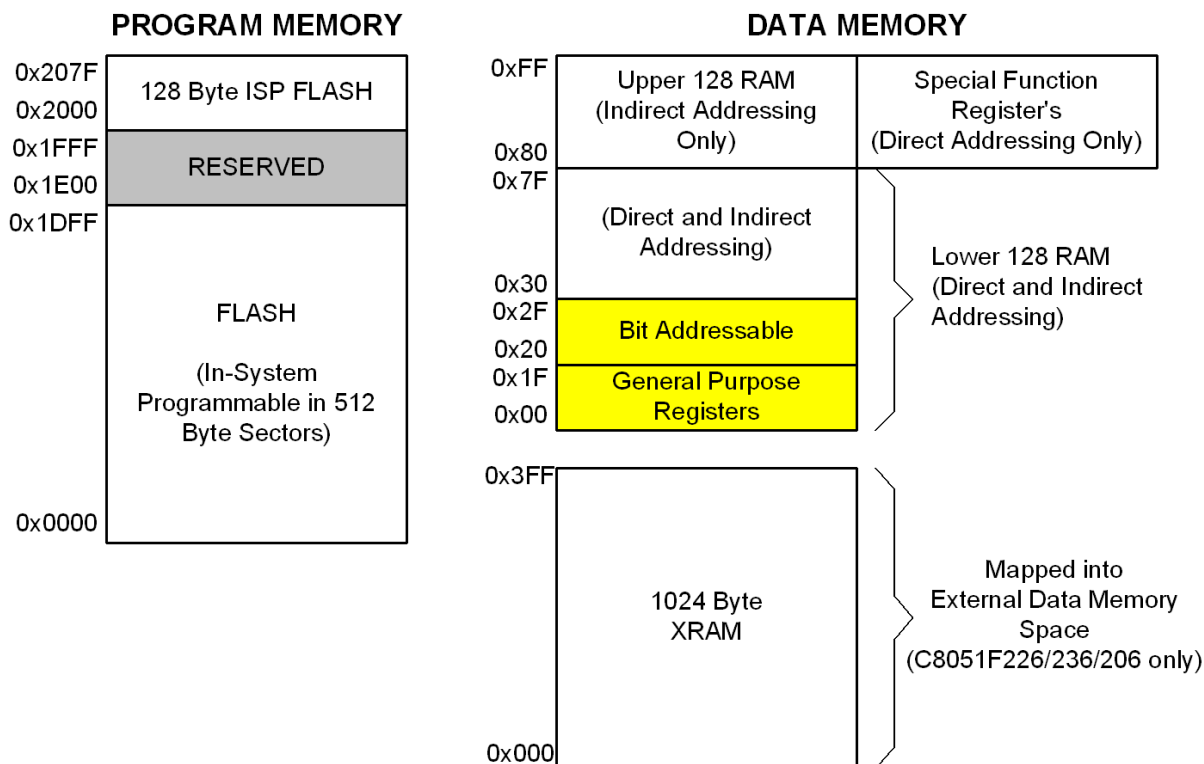 PROGRAM MEMORY
0x207F
0x2000
128 Byte ISP FLASH
0x1FFF
0x1E00
RESERVED
0x1DFF
FLASH
(In-System
Programmable in 512
Byte Sectors)
0x0000
DATA MEMORY
0xFF
Upper 128 RAM
(Indirect Addressing
Only)
0x80
Special Function
Register's
(Direct Addressing Only)
0x7F
(Direct and Indirect
Addressing)
0x30
0x2F
Bit Addressable
0x20
0x1F
General Purpose
Registers
0x00
Lower 128 RAM
(Direct and Indirect
Addressing)
0x3FF
1024 Byte
XRAM
0x000
Mapped into
External Data Memory
Space
(C8051F226/236/206 only)